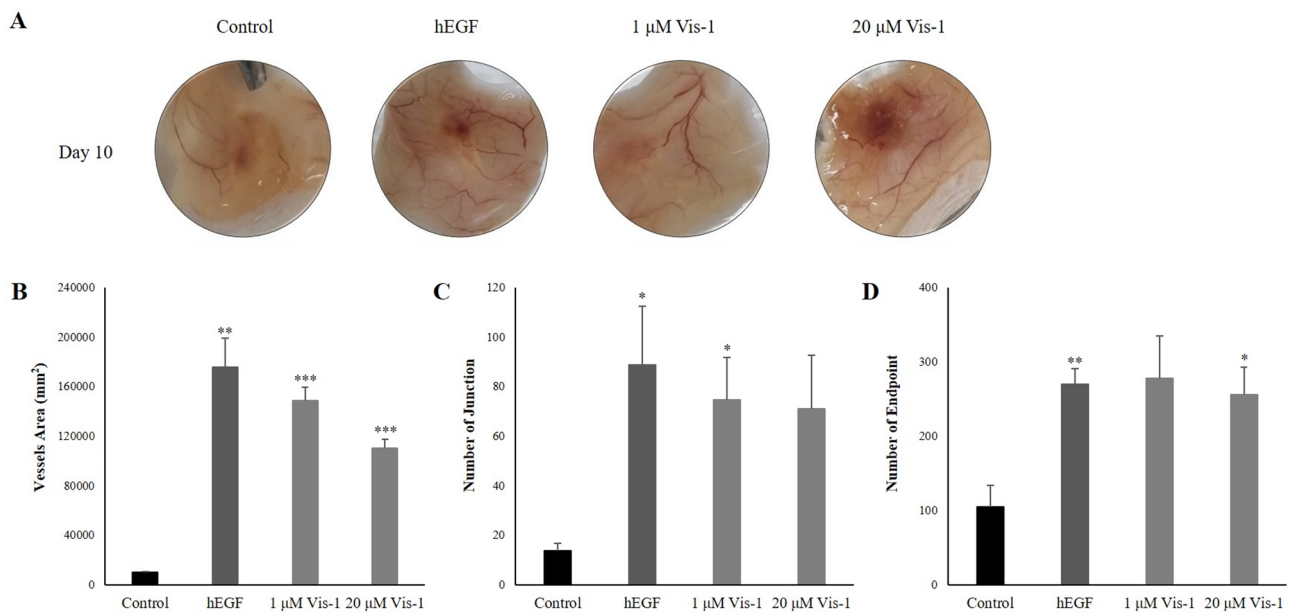 A
Control
hEGF
1 μM Vis-1
20 μM Vis-1
Day 10
B
Vessels Area (mm²)
240000
200000
160000
120000
80000
40000
0
**
***
***
Control
hEGF
1 μM Vis-1
20 μM Vis-1
C
Number of Junction
120
100
80
60
40
20
0
*
*
Control
hEGF
1 μM Vis-1
20 μM Vis-1
D
Number of Endpoint
400
300
200
100
0
**
*
Control
hEGF
1 μM Vis-1
20 μM Vis-1